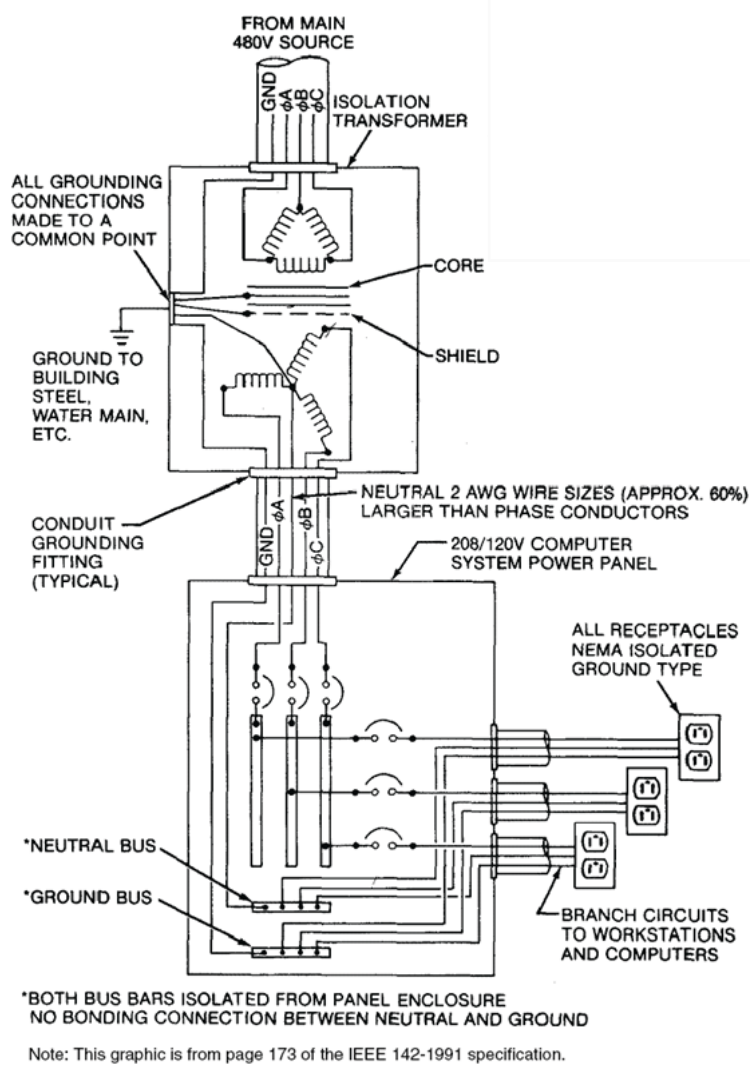 FROM MAIN
480V SOURCE
GND
φA
φB
φC
ISOLATION
TRANSFORMER
ALL GROUNDING
CONNECTIONS
MADE TO A
COMMON POINT
CORE
SHIELD
GROUND TO
BUILDING
STEEL,
WATER MAIN,
ETC.
NEUTRAL 2 AWG WIRE SIZES (APPROX. 60%)
LARGER THAN PHASE CONDUCTORS
CONDUIT
GROUNDING
FITTING
(TYPICAL)
GND
φA
φB
φC
208/120V COMPUTER
SYSTEM POWER PANEL
ALL RECEPTACLES
NEMA ISOLATED
GROUND TYPE
*NEUTRAL BUS
*GROUND BUS
BRANCH CIRCUITS
TO WORKSTATIONS
AND COMPUTERS
*BOTH BUS BARS ISOLATED FROM PANEL ENCLOSURE
NO BONDING CONNECTION BETWEEN NEUTRAL AND GROUND
Note: This graphic is from page 173 of the IEEE 142-1991 specification.